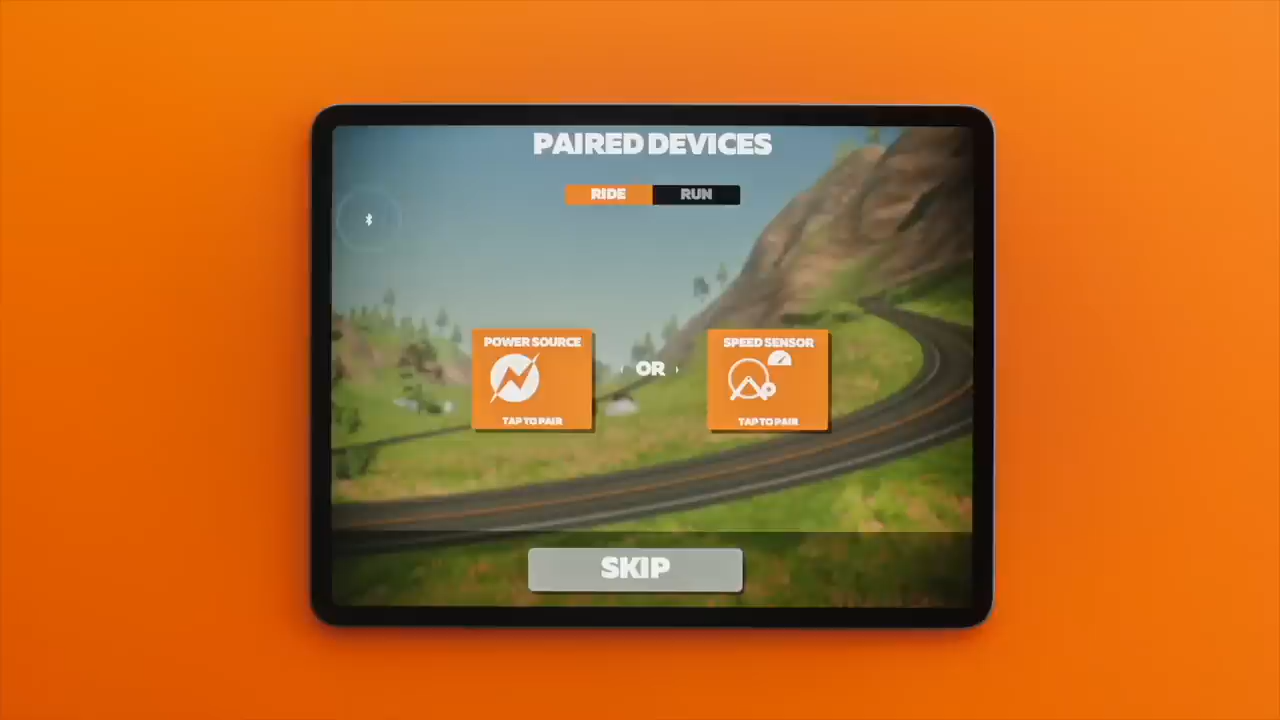 PAIRED DEVICES
RIDE RUN
POWER SOURCE
TAP TO PAIR
OR
SPEED SENSOR
TAP TO PAIR
SKIP